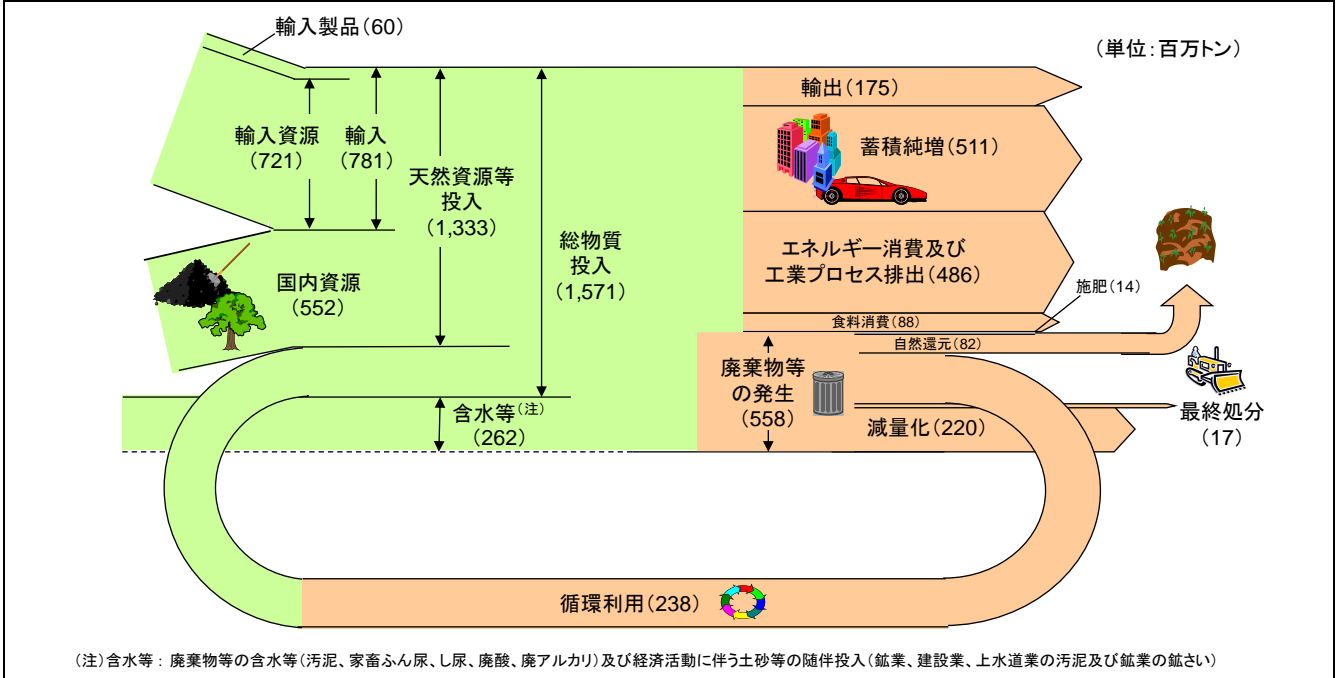 輸入製品(60)
(単位:百万トン)
輸入資源
(721)
輸入
(781)
天然資源等
投入
(1,333)
総物質
投入
(1,571)
国内資源
(552)
含水等(注)
(262)
輸出(175)
蓄積純増(511)
エネルギー消費及び
工業プロセス排出(486)
施肥(14)
食料消費(88)
自然還元(82)
廃棄物等
の発生
(558)
減量化(220)
最終処分
(17)
循環利用(238)
(注)含水等:廃棄物等の含水等(汚泥、家畜ふん尿、し尿、廃酸、廃アルカリ)及び経済活動に伴う土砂等の随伴投入(鉱業、建設業、上水道業の汚泥及び鉱業の鉱さい)